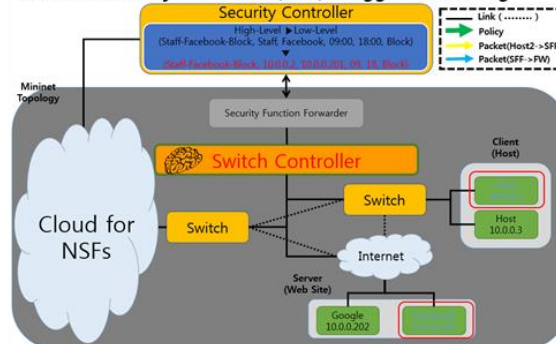 Security Controller
High-Level ▶ Low-Level
(Staff-Facebook-Block, Staff, Facebook, 09:00, 18:00, Block)
(Staff-Facebook-Block, 10.0.0.2, 10.0.0.201, 09, 18, Block)
Link (········)
Policy
Packet(Host2->SFF
Packet(SFF->FW)
Mininet
Topology
Security Function Forwarder
Switch Controller
Client
(Host)
Switch
Host
10.0.0.3
Cloud for
NSFs
Switch
Internet
Server
(Web Site)
Google
10.0.0.202